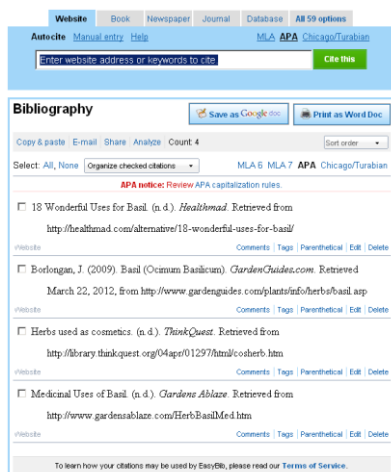 Website Book Newspaper Journal Database All 59 options
Autocite Manual entry Help MLA APA Chicago/Turabian
Enter website address or keywords to cite Cite this
Bibliography
Save as Google doc Print as Word Doc
Copy & paste E-mail Share Analyze Count: 4 Sort order
Select: All, None Organize checked citations MLA 6 MLA 7 APA Chicago/Turabian
APA notice: Review APA capitalization rules.
18 Wonderful Uses for Basil. (n.d.). Healthmad. Retrieved from
http://healthmad.com/alternative/18-wonderful-uses-for-basil/
Website Comments Tags Parenthetical Edit Delete
Borlongan, J. (2009). Basil (Ocimum Basilicum). GardenGuides.com. Retrieved
March 22, 2012, from http://www.gardenguides.com/plants/info/herbs/basil.asp
Website Comments Tags Parenthetical Edit Delete
Herbs used as cosmetics. (n.d.). ThinkQuest. Retrieved from
http://library.thinkquest.org/04apr/01297/html/cosherb.htm
Website Comments Tags Parenthetical Edit Delete
Medicinal Uses of Basil. (n.d.). Gardens Ablaze. Retrieved from
http://www.gardensablaze.com/HerbBasilMed.htm
Website Comments Tags Parenthetical Edit Delete
To learn how your citations may be used by EasyBib, please read our Terms of Service.